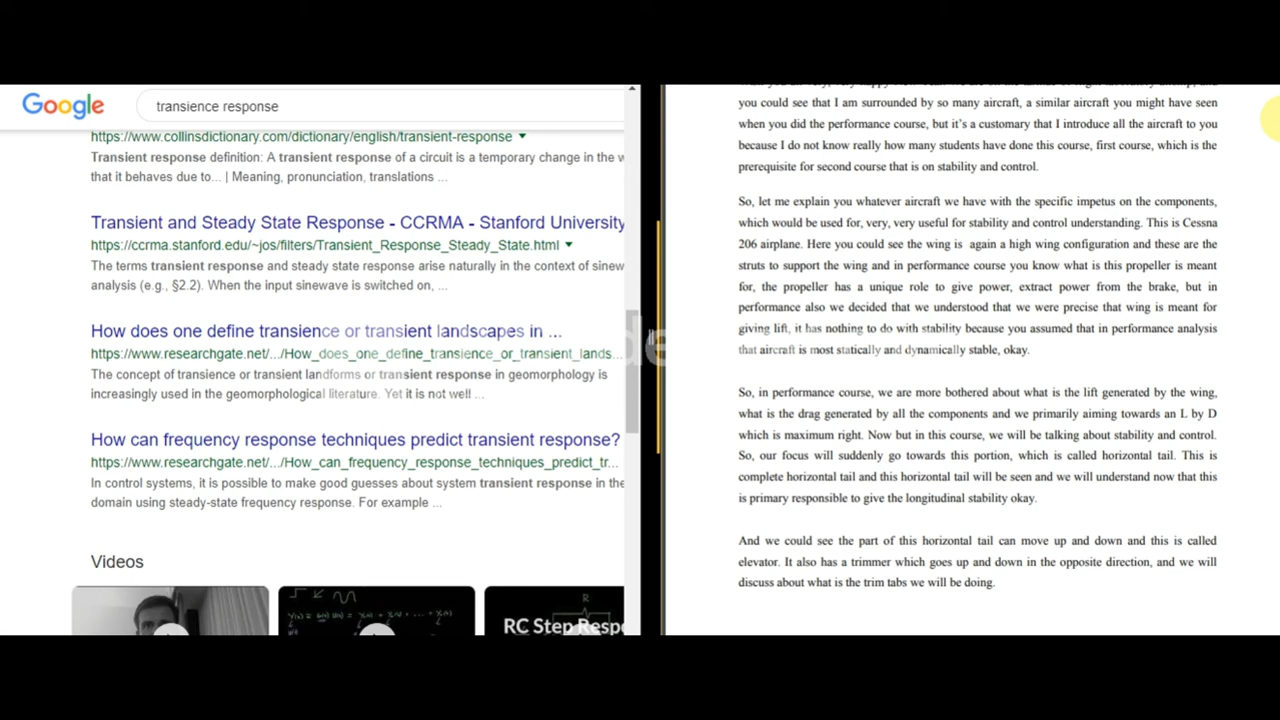 Google
transience response
https://www.collinsdictionary.com/dictionary/english/transient-response
Transient response definition: A transient response of a circuit is a temporary change in the w
that it behaves due to... | Meaning, pronunciation, translations ...
Transient and Steady State Response - CCRMA - Stanford University
https://ccrma.stanford.edu/~jos/filters/Transient_Response_Steady_State.html
The terms transient response and steady state response arise naturally in the context of sinew
analysis (e.g., §2.2). When the input sinewave is switched on, ...
How does one define transience or transient landscapes in ...
https://www.researchgate.net/.../How_does_one_define_transience_or_transient_lands...
The concept of transience or transient landforms or transient response in geomorphology is
increasingly used in the geomorphological literature. Yet it is not well ...
How can frequency response techniques predict transient response?
https://www.researchgate.net/.../How_can_frequency_response_techniques_predict_tr...
In control systems, it is possible to make good guesses about system transient response in the
domain using steady-state frequency response. For example ...
Videos
RC Step Respo
R
you could see that I am surrounded by so many aircraft, a similar aircraft you might have seen
when you did the performance course, but it's a customary that I introduce all the aircraft to you
because I do not know really how many students have done this course, first course, which is the
prerequisite for second course that is on stability and control.
So, let me explain you whatever aircraft we have with the specific impetus on the components,
which would be used for, very, very useful for stability and control understanding. This is Cessna
206 airplane. Here you could see the wing is again a high wing configuration and these are the
struts to support the wing and in performance course you know what is this propeller is meant
for, the propeller has a unique role to give power, extract power from the brake, but in
performance also we decided that we understood that we were precise that wing is meant for
giving lift, it has nothing to do with stability because you assumed that in performance analysis
that aircraft is most statically and dynamically stable, okay.
So, in performance course, we are more bothered about what is the lift generated by the wing,
what is the drag generated by all the components and we primarily aiming towards an L by D
which is maximum right. Now but in this course, we will be talking about stability and control.
So, our focus will suddenly go towards this portion, which is called horizontal tail. This is
complete horizontal tail and this horizontal tail will be seen and we will understand now that this
is primary responsible to give the longitudinal stability okay.
And we could see the part of this horizontal tail can move up and down and this is called
elevator. It also has a trimmer which goes up and down in the opposite direction, and we will
discuss about what is the trim tabs we will be doing.